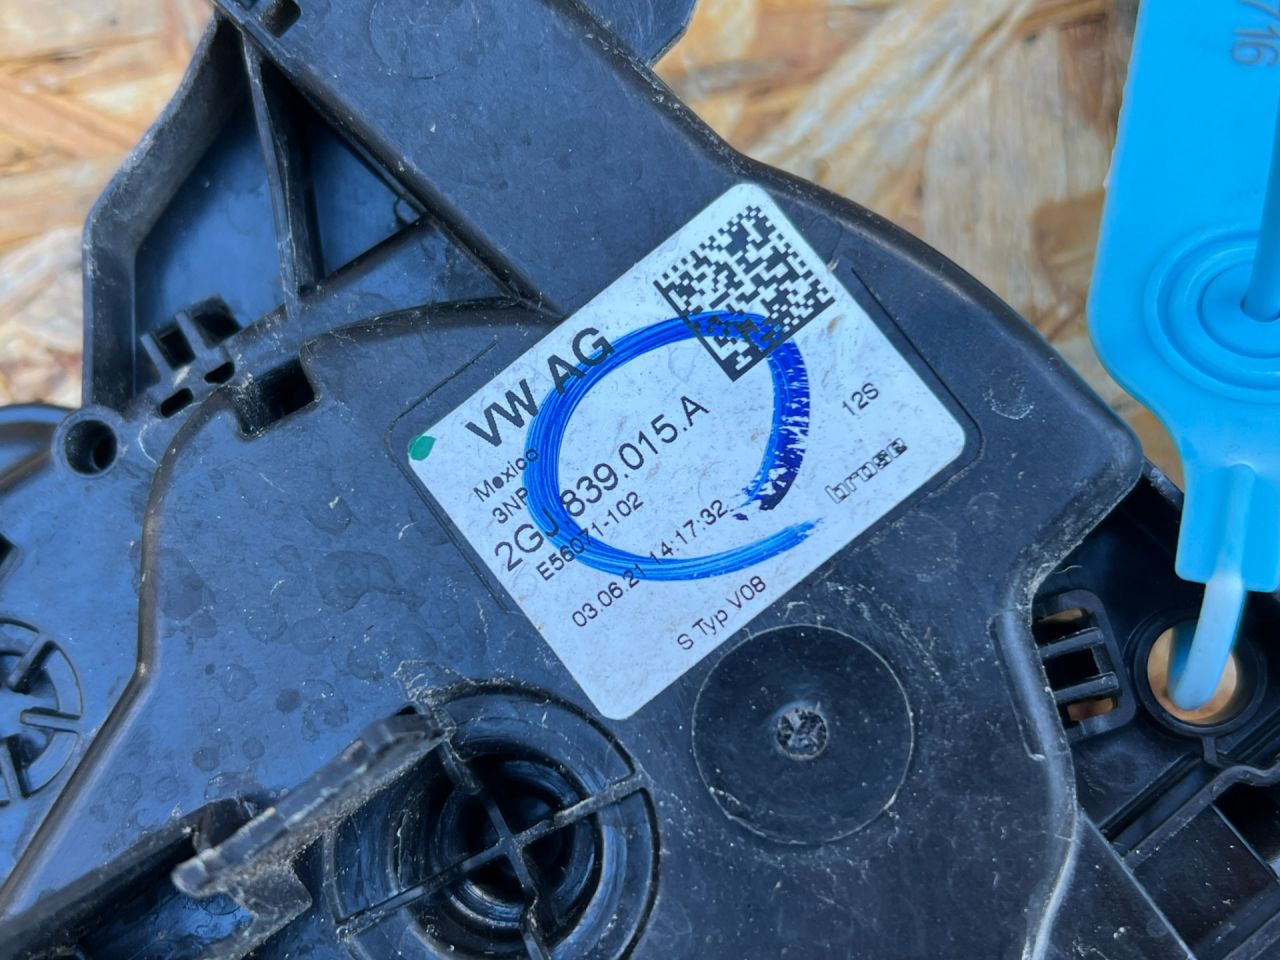 VW AG
Mexico
3NP
2GJ.839.015.A
E56071-102
03.06.21 14:17:32
S Typ V08
12S
brose
716